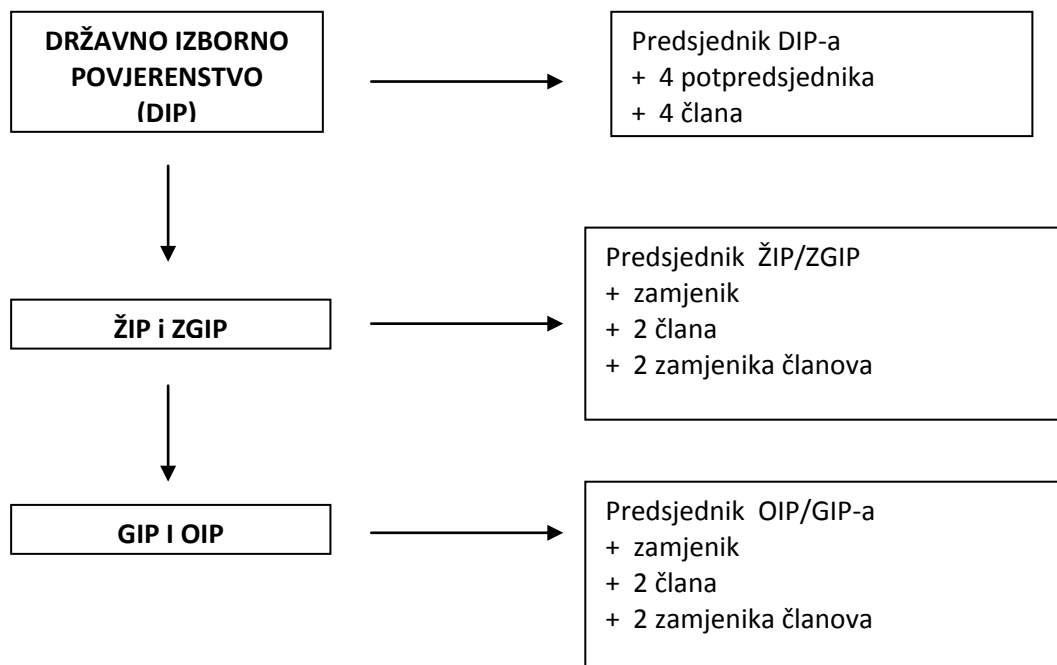 DRŽAVNO IZBORNO
POVJERENSTVO
(DIP)
Predsjednik DIP-a
+ 4 potpredsjednika
+ 4 člana
ŽIP i ZGIP
Predsjednik ŽIP/ZGIP
+ zamjenik
+ 2 člana
+ 2 zamjenika članova
GIP I OIP
Predsjednik OIP/GIP-a
+ zamjenik
+ 2 člana
+ 2 zamjenika članova